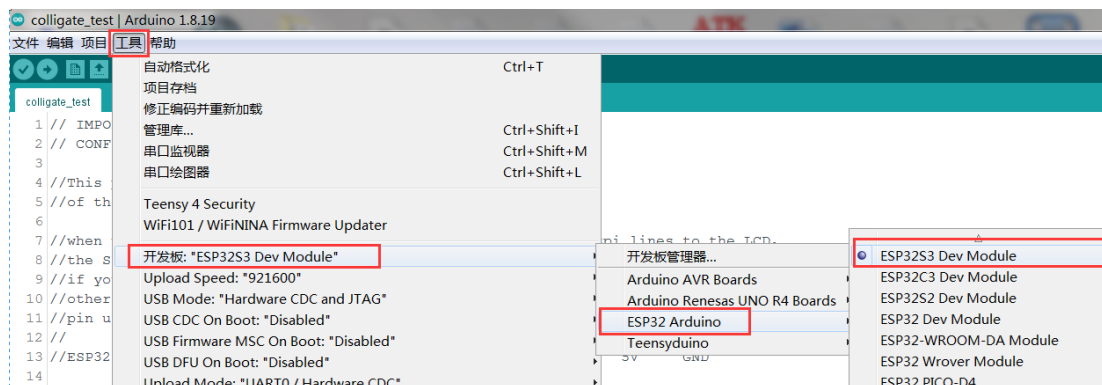 colligate_test | Arduino 1.8.19
文件 编辑 项目 工具 帮助
自动格式化 Ctrl+T
项目存档
colligate_test
修正编码并重新加载
1 // IMPO
管理库... Ctrl+Shift+I
2 // CONF
串口监视器 Ctrl+Shift+M
3
串口绘图器 Ctrl+Shift+L
4 //This
5 //of th
Teensy 4 Security
6
WiFi101 / WiFiNINA Firmware Updater
7 //when
pi lines to the LCD.
开发板: "ESP32S3 Dev Module"
开发板管理器...
ESP32S3 Dev Module
8 //the S
Upload Speed: "921600"
Arduino AVR Boards
ESP32C3 Dev Module
9 //if yo
USB Mode: "Hardware CDC and JTAG"
Arduino Renesas UNO R4 Boards
ESP32S2 Dev Module
10 //other
USB CDC On Boot: "Disabled"
ESP32 Arduino
ESP32 Dev Module
11 //pin u
USB Firmware MSC On Boot: "Disabled"
Teensyduino
ESP32-WROOM-DA Module
12 //
5V GND
13 //ESP32
USB DFU On Boot: "Disabled"
ESP32 Wrover Module
14
Upload Mode: "UART0 / Hardware CDC"
ESP32 PICO-D4